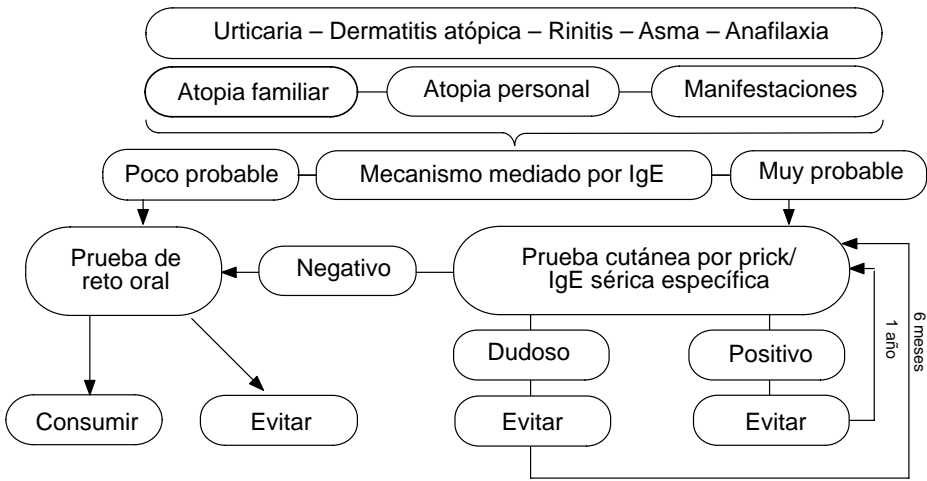 Urticaria – Dermatitis atópica – Rinitis – Asma – Anafilaxia
Atopia familiar
Atopia personal
Manifestaciones
Poco probable
Mecanismo mediado por IgE
Muy probable
Prueba de
reto oral
Negativo
Prueba cutánea por prick/
IgE sérica específica
Dudoso
Positivo
1 año
6 meses
Consumir
Evitar
Evitar
Evitar